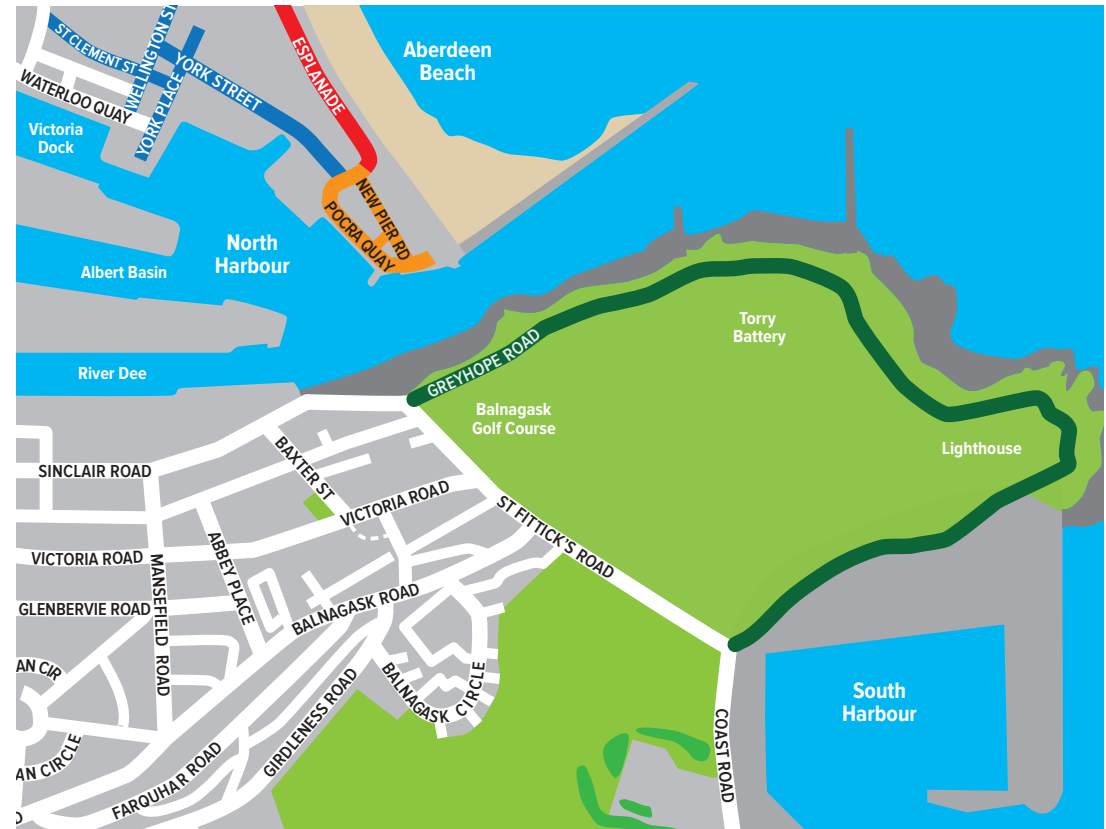 ST CLEMENT ST
WELLINGTON ST
YORK PLACE
YORK STREET
WATERLOO QUAY
ESPLANADE
Aberdeen
Beach
Victoria
Dock
NEW PIER RD
POCRA QUAY
North
Harbour
Albert Basin
River Dee
GREYHOPE ROAD
Torry
Battery
Balnagask
Golf Course
Lighthouse
SINCLAIR ROAD
BAXTER ST
VICTORIA ROAD
ST FITTICK'S ROAD
VICTORIA ROAD
ABBEY PLACE
MANSEFIELD ROAD
GLENBERVIE ROAD
BALNAGASK ROAD
AN CIR
BALNAGASK CIRCLE
GIRDLENESS ROAD
South
Harbour
COAST ROAD
AN CIRCLE
FARQUHAR ROAD
D